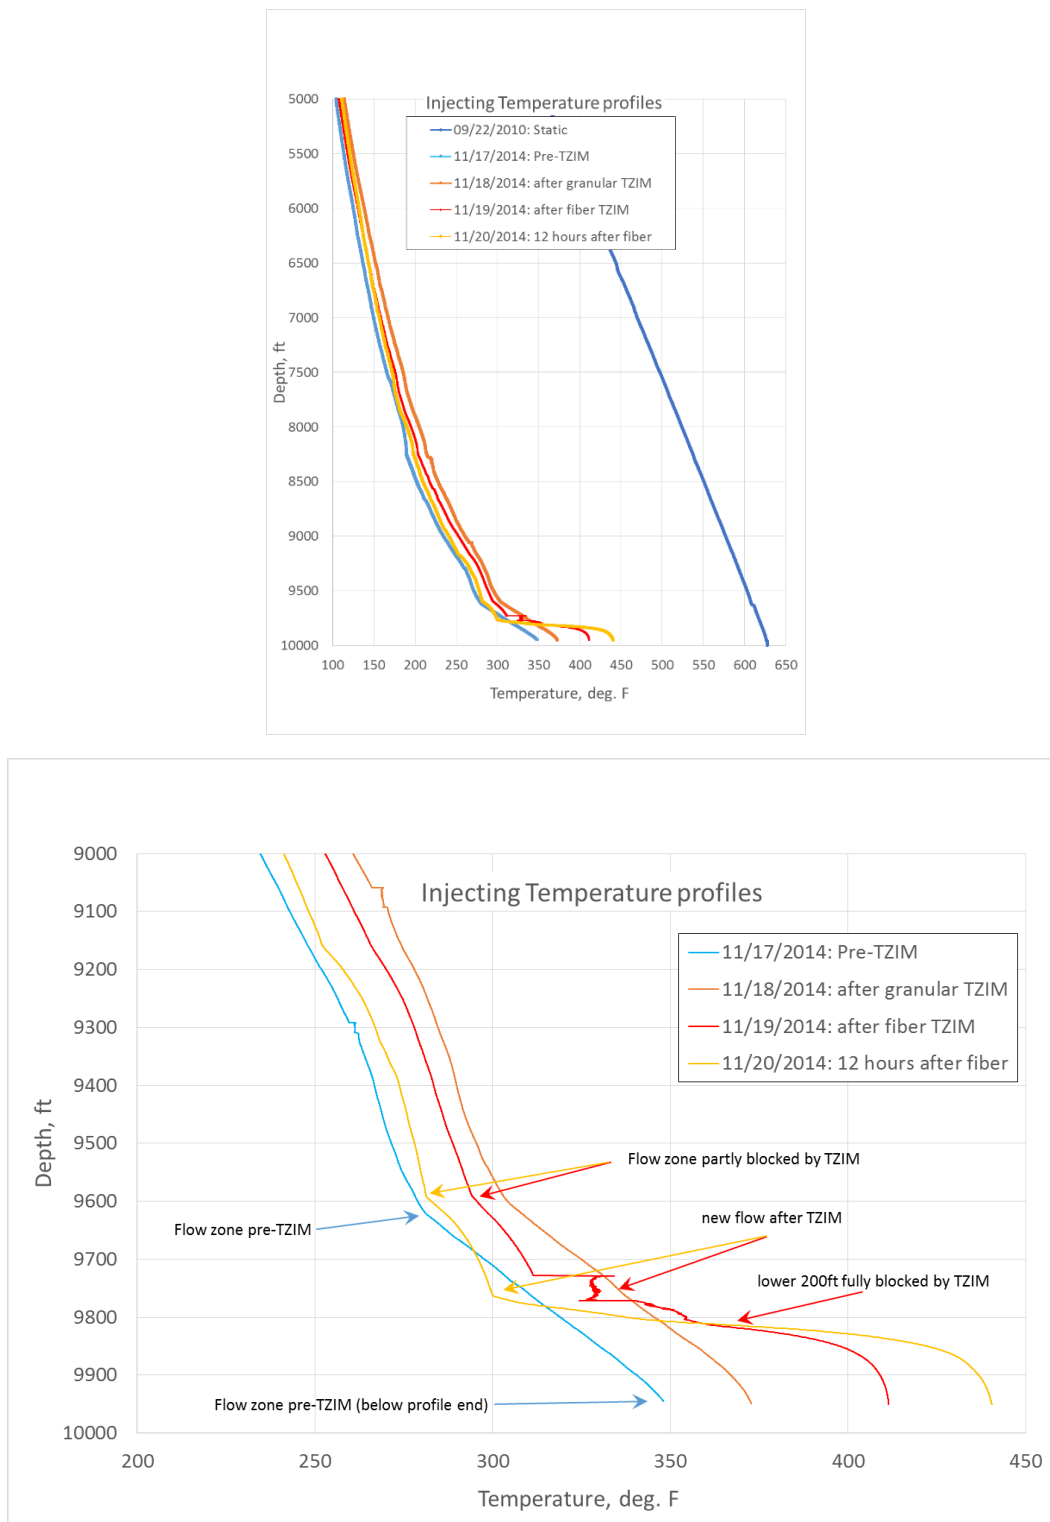 Injecting Temperature profiles
09/22/2010: Static
11/17/2014: Pre-TZIM
11/18/2014: after granular TZIM
11/19/2014: after fiber TZIM
11/20/2014: 12 hours after fiber
5000
5500
6000
6500
7000
7500
8000
8500
9000
9500
10000
Depth, ft
100 150 200 250 300 350 400 450 500 550 600 650
Temperature, deg. F
Injecting Temperature profiles
11/17/2014: Pre-TZIM
11/18/2014: after granular TZIM
11/19/2014: after fiber TZIM
11/20/2014: 12 hours after fiber
9000
9100
9200
9300
9400
9500
9600
9700
9800
9900
10000
Depth, ft
Flow zone partly blocked by TZIM
new flow after TZIM
Flow zone pre-TZIM
lower 200ft fully blocked by TZIM
Flow zone pre-TZIM (below profile end)
200 250 300 350 400 450
Temperature, deg. F